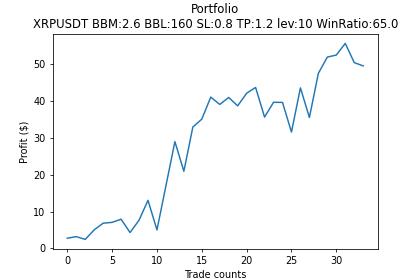 Portfolio
XRPUSDT BBM:2.6 BBL:160 SL:0.8 TP:1.2 lev:10 WinRatio:65.0
50
40
30
20
10
0
Profit ($)
0 5 10 15 20 25 30
Trade counts